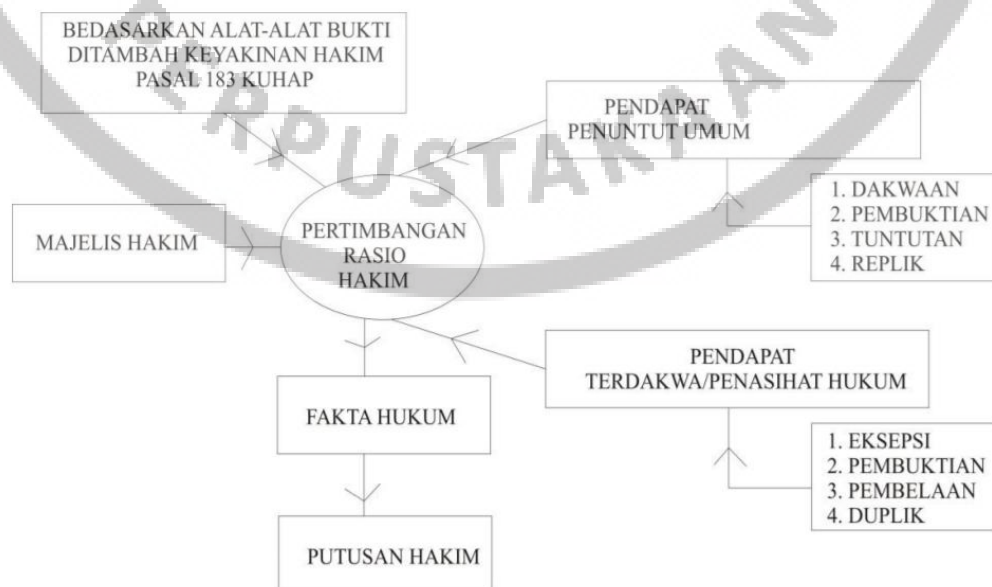 BEDASARKAN ALAT-ALAT BUKTI
DITAMBAH KEYAKINAN HAKIM
PASAL 183 KUHAP
PENDAPAT
PENUNTUT UMUM
1. DAKWAAN
2. PEMBUKTIAN
3. TUNTUTAN
4. REPLIK
MAJELIS HAKIM
PERTIMBANGAN
RASIO
HAKIM
PENDAPAT
TERDAKWA/PENASIHAT HUKUM
1. EKSEPSI
2. PEMBUKTIAN
3. PEMBELAAN
4. DUPLIK
FAKTA HUKUM
PUTUSAN HAKIM
PERPUSTAKAAN